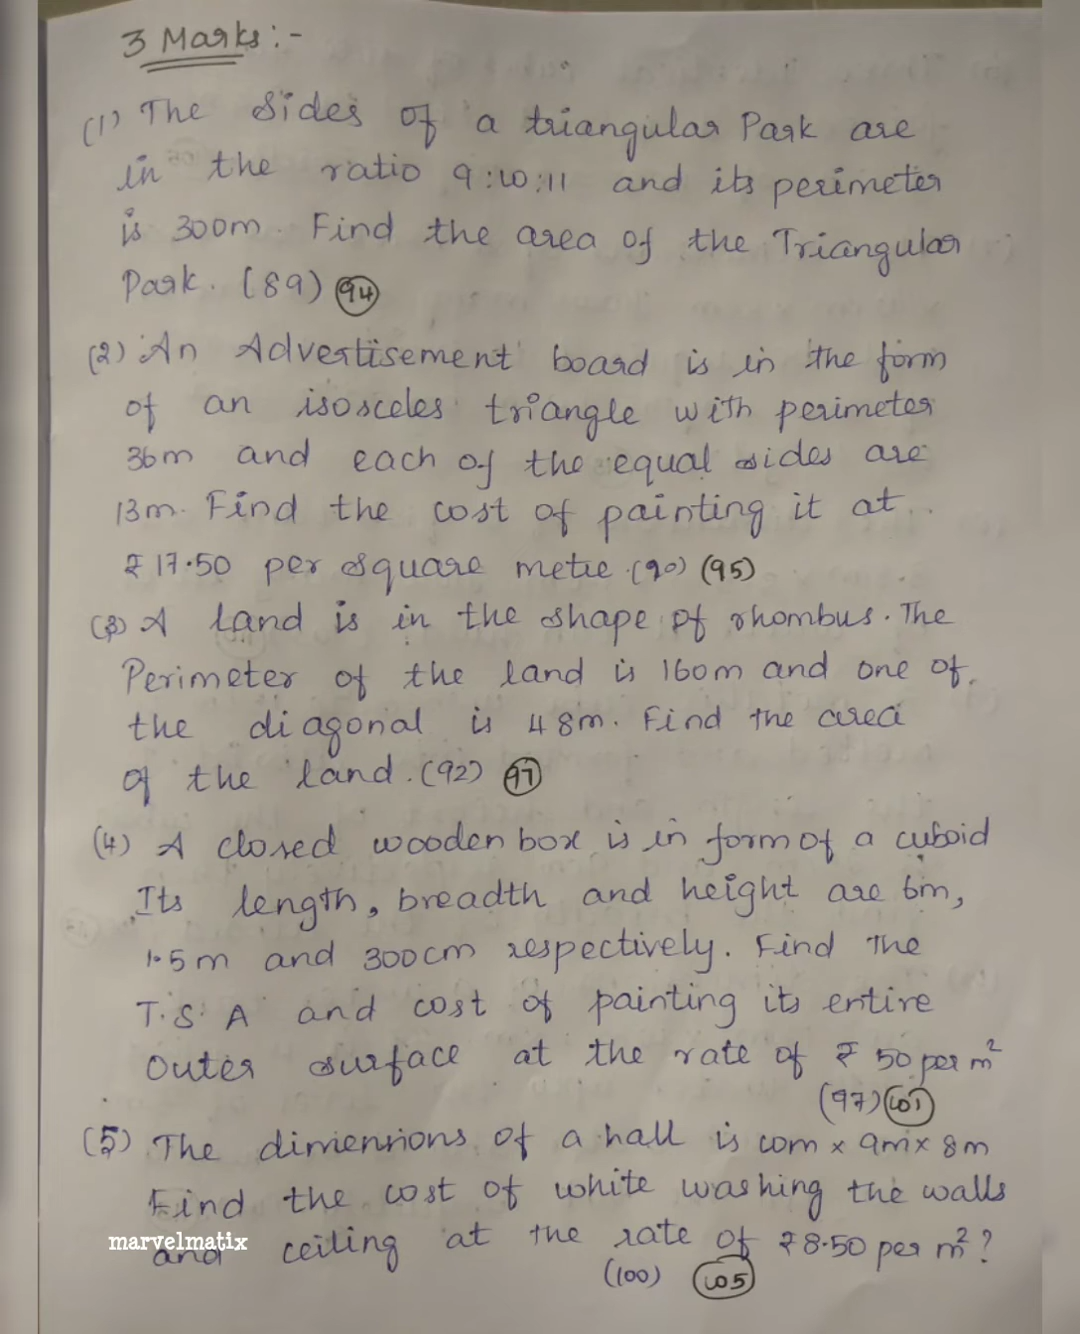 3 Marks :-
(1) The Sides of a triangular Park are
in the ratio 9:10:11 and its perimeter
is 300m. Find the area of the Triangular
Park. (89) (94)
(2) An Advertisement board is in the form
of an isosceles triangle with perimeter
36m and each of the equal sides are
13m. Find the cost of painting it at
₹ 17.50 per square metre. (90) (95)
(3) A land is in the shape of rhombus. The
Perimeter of the land is 160m and one of
the diagonal is 48m. Find the area
of the land. (92) (97)
(4) A closed wooden box is in form of a cuboid
Its length, breadth and height are 6m,
1.5m and 300cm respectively. Find The
T.S.A and cost of painting its entire
Outer surface at the rate of ₹ 50 per m²
(97) (101)
(5) The dimensions of a hall is 10m x 9m x 8m
Find the cost of white washing the walls
and ceiling at the rate of ₹8.50 per m²?
marvelmatix
(100) (105)